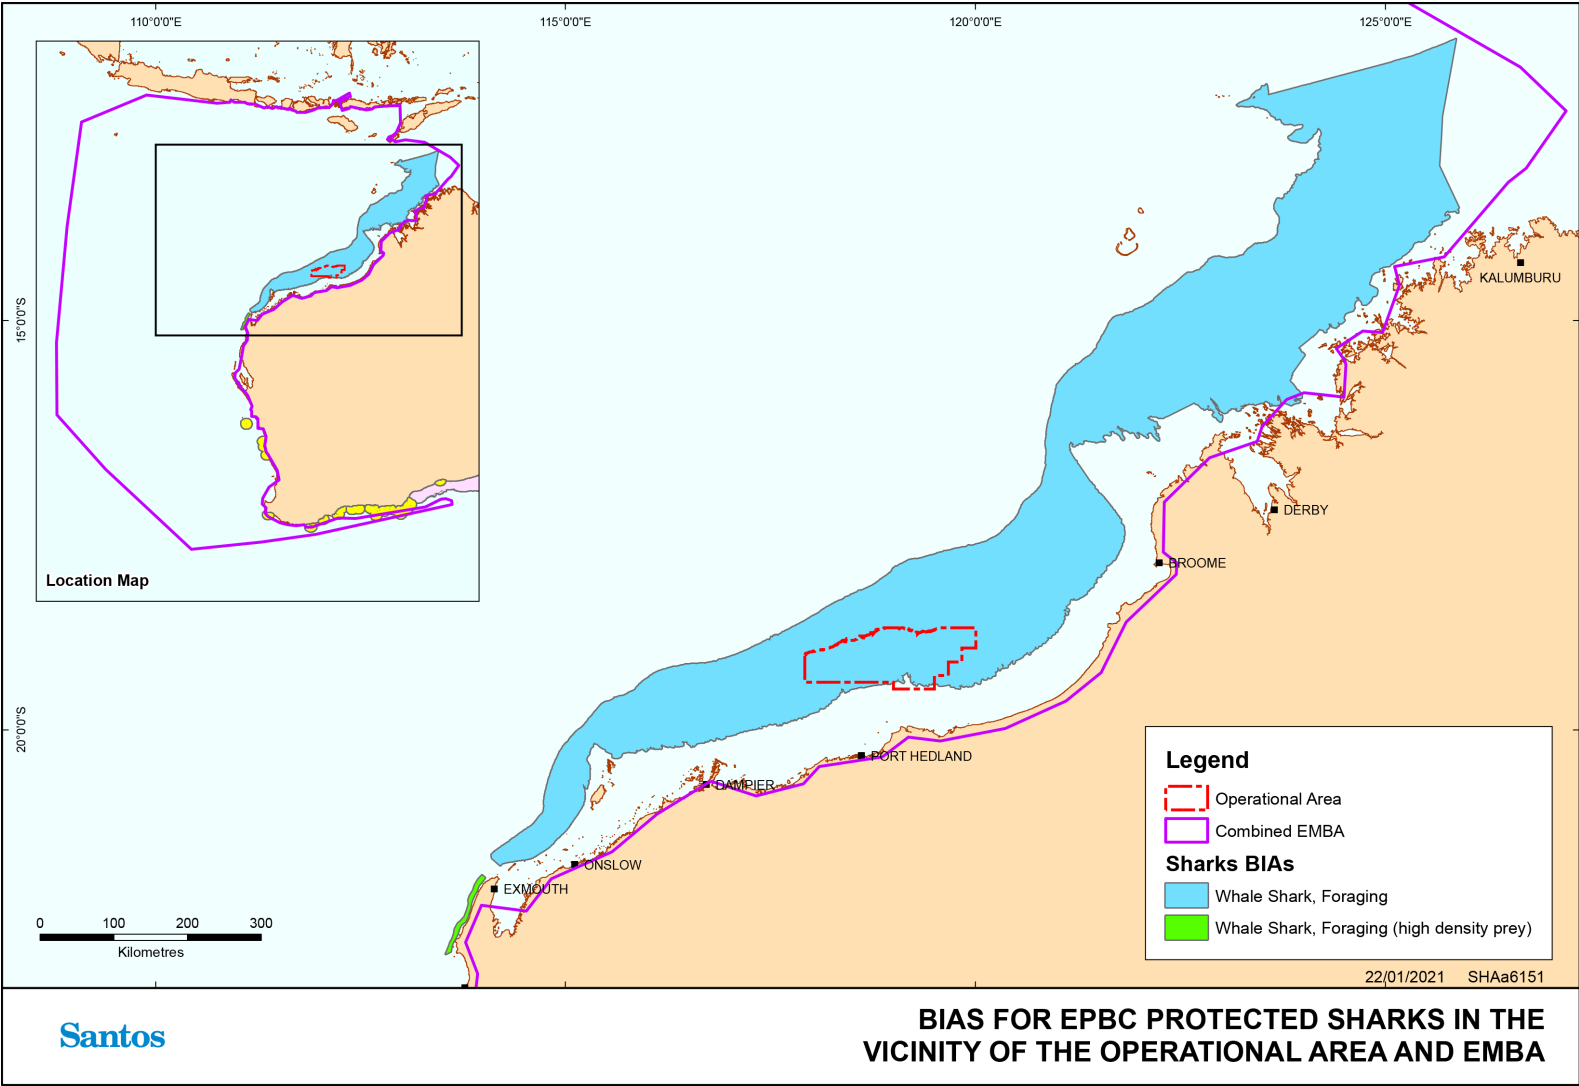 110°0'0"E
115°0'0"E
120°0'0"E
125°0'0"E
15°0'0"S
20°0'0"S
Location Map
KALUMBURU
DERBY
BROOME
PORT HEDLAND
DAMPIER
ONSLOW
EXMOUTH
0 100 200 300
Kilometres
Legend
Operational Area
Combined EMBA
Sharks BIAs
Whale Shark, Foraging
Whale Shark, Foraging (high density prey)
22/01/2021 SHAa6151
Santos
BIAS FOR EPBC PROTECTED SHARKS IN THE
VICINITY OF THE OPERATIONAL AREA AND EMBA